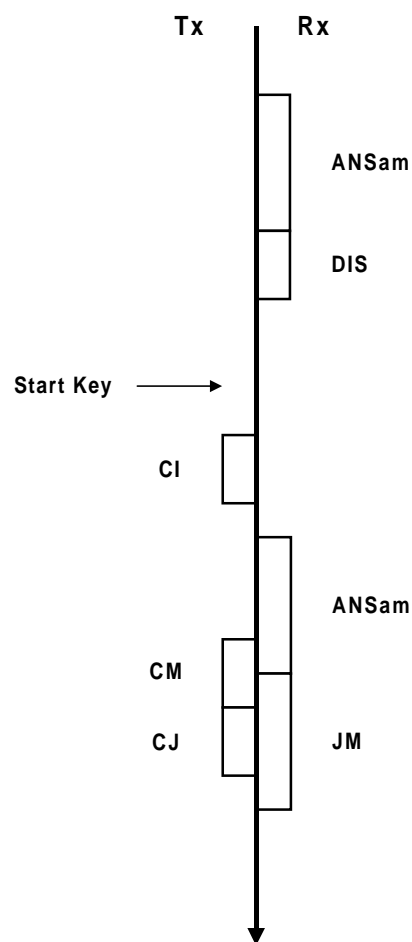 Tx Rx
ANSam
DIS
Start Key
CI
ANSam
CM
CJ JM